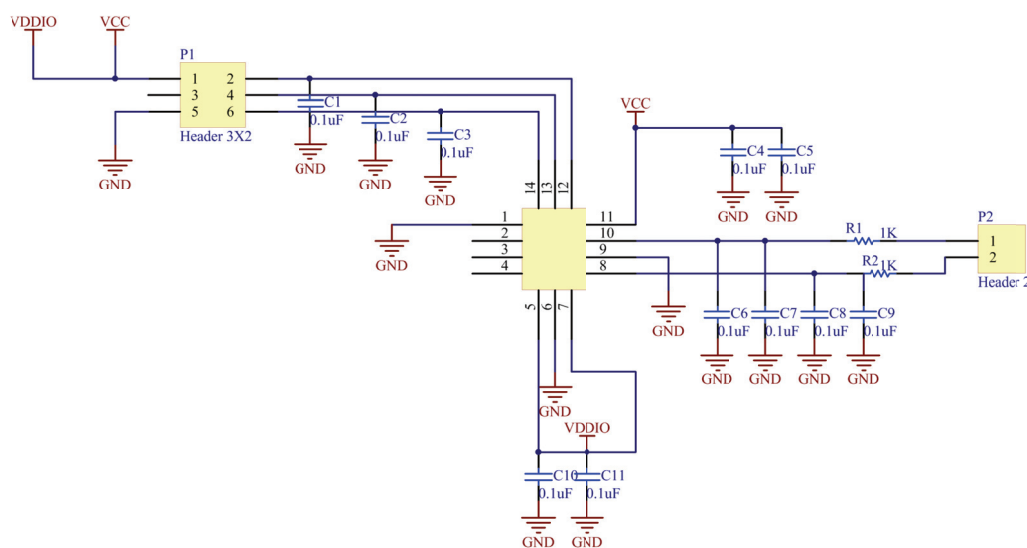 VDDIO
VCC
P1
1 2
3 4
5 6
Header 3X2
GND
C1
0.1uF
GND
C2
0.1uF
GND
C3
0.1uF
GND
VCC
C4
0.1uF
GND
C5
0.1uF
GND
14 13 12
1
2
3
4
GND
11
10
9
8
5 6 7
R1 1K
R2 1K
P2
1
2
Header 2
GND
C6
0.1uF
GND
C7
0.1uF
GND
C8
0.1uF
GND
C9
0.1uF
GND
GND
VDDIO
C10
0.1uF
GND
C11
0.1uF
GND